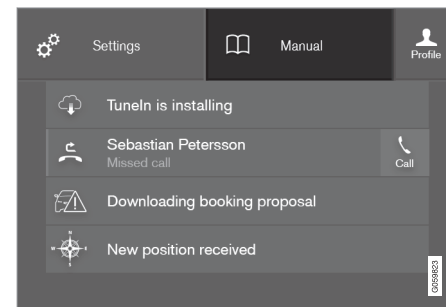 Settings
Manual
Profile
TuneIn is installing
Sebastian Petersson
Missed call
Call
Downloading booking proposal
New position received
G059823